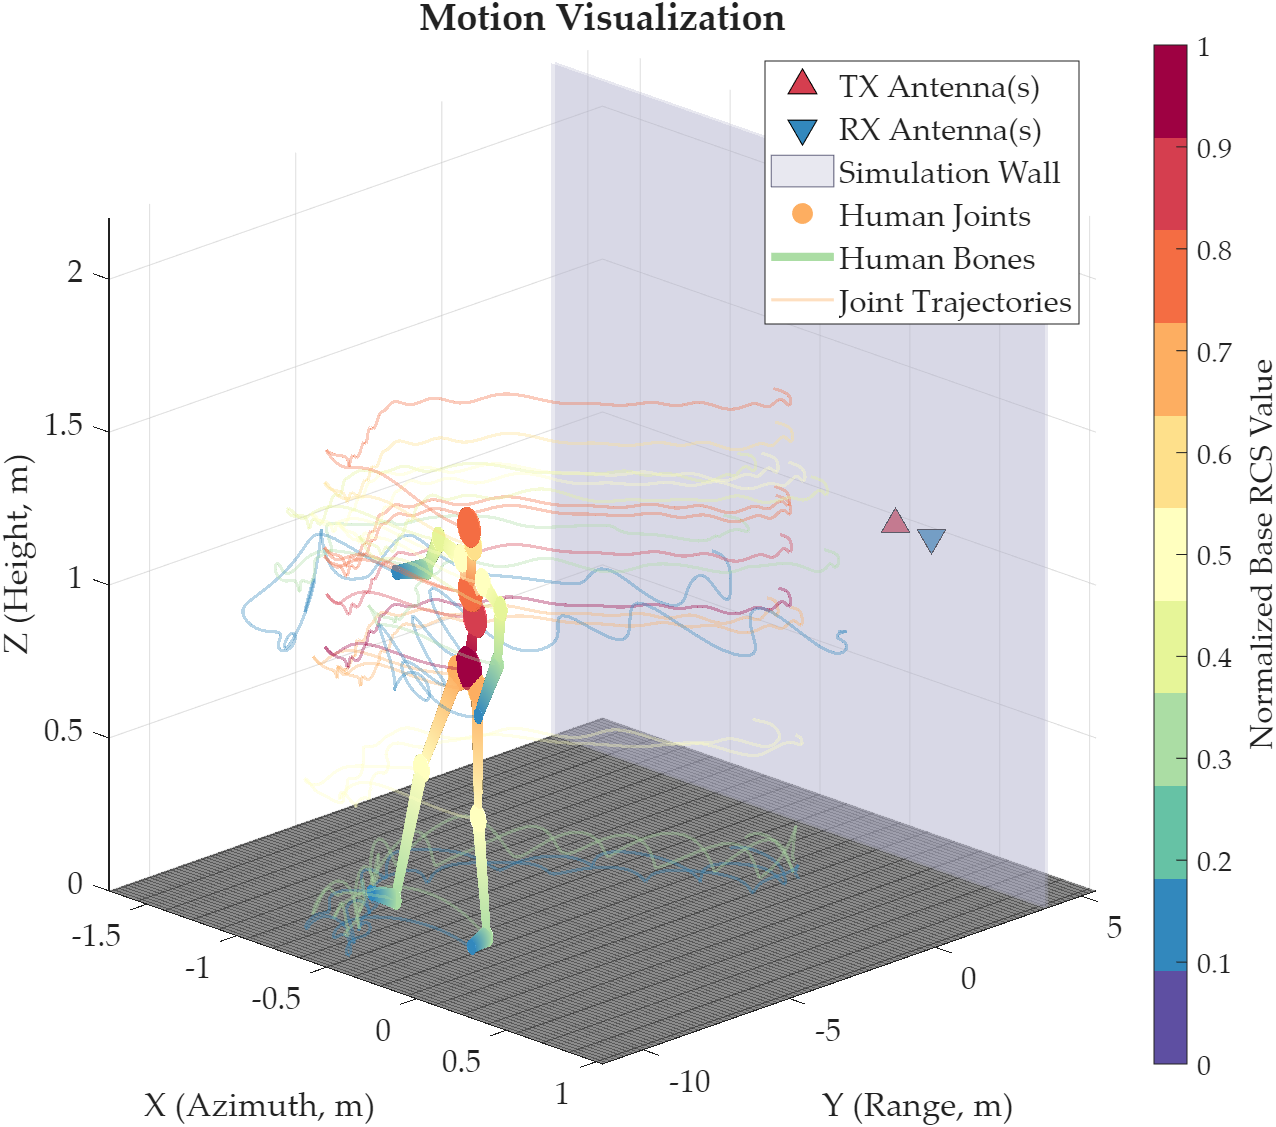 Motion Visualization
TX Antenna(s)
RX Antenna(s)
Simulation Wall
Human Joints
Human Bones
Joint Trajectories
Z (Height, m)
2
1.5
1
0.5
0
-1.5
-1
-0.5
0
0.5
1
X (Azimuth, m)
-10
-5
0
5
Y (Range, m)
1
0.9
0.8
0.7
0.6
0.5
0.4
0.3
0.2
0.1
0
Normalized Base RCS Value